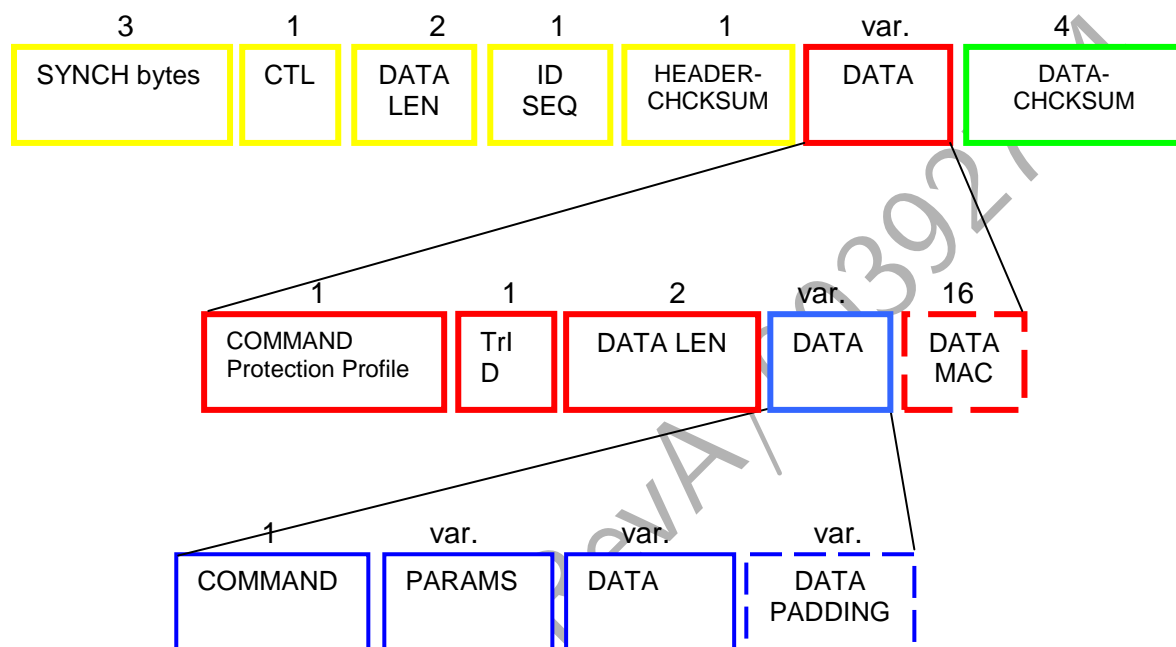 3 1 2 1 1 var. 4
SYNCH bytes CTL DATA LEN ID SEQ HEADER-CHCKSUM DATA DATA-CHCKSUM
1 1 2 var. 16
COMMAND Protection Profile TrI D DATA LEN DATA DATA MAC
1 var. var. var.
COMMAND PARAMS DATA DATA PADDING